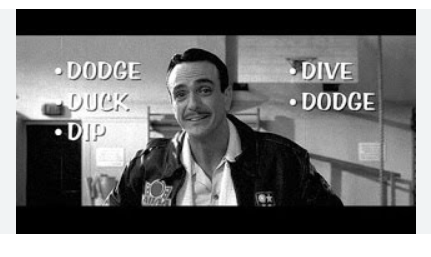 • DODGE
• DUCK
• DIP
• DIVE
• DODGE